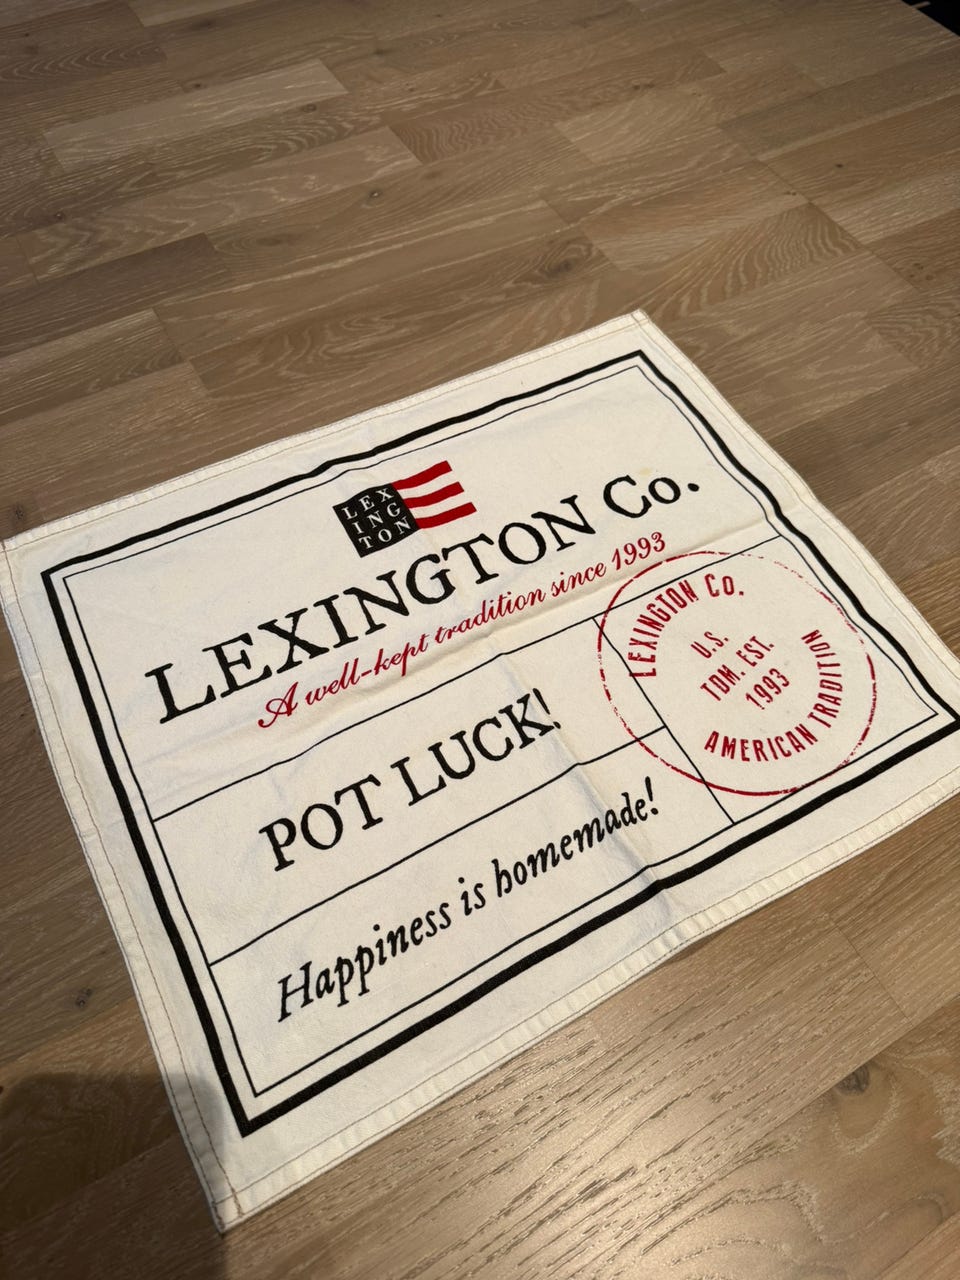 LEX
ING
TON
LEXINGTON Co.
A well-kept tradition since 1993
POT LUCK!
Happiness is homemade!
LEXINGTON CO.
U.S.
TDM. EST.
1993
AMERICAN TRADITION